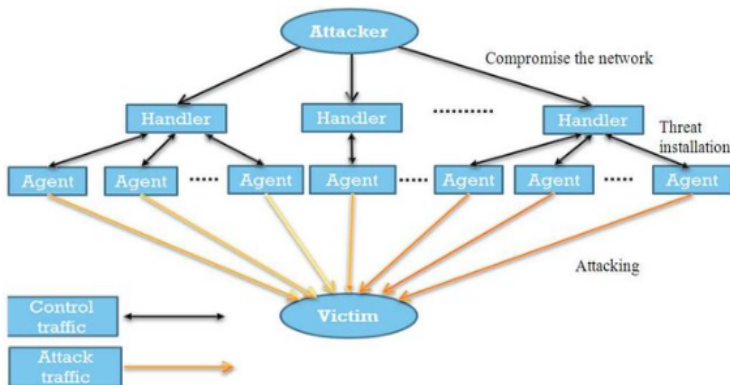 Attacker
Compromise the network
Handler
Handler
Handler
Threat
installation
Agent
Agent
Agent
Agent
Agent
Agent
Agent
Attacking
Control
traffic
Victim
Attack
traffic